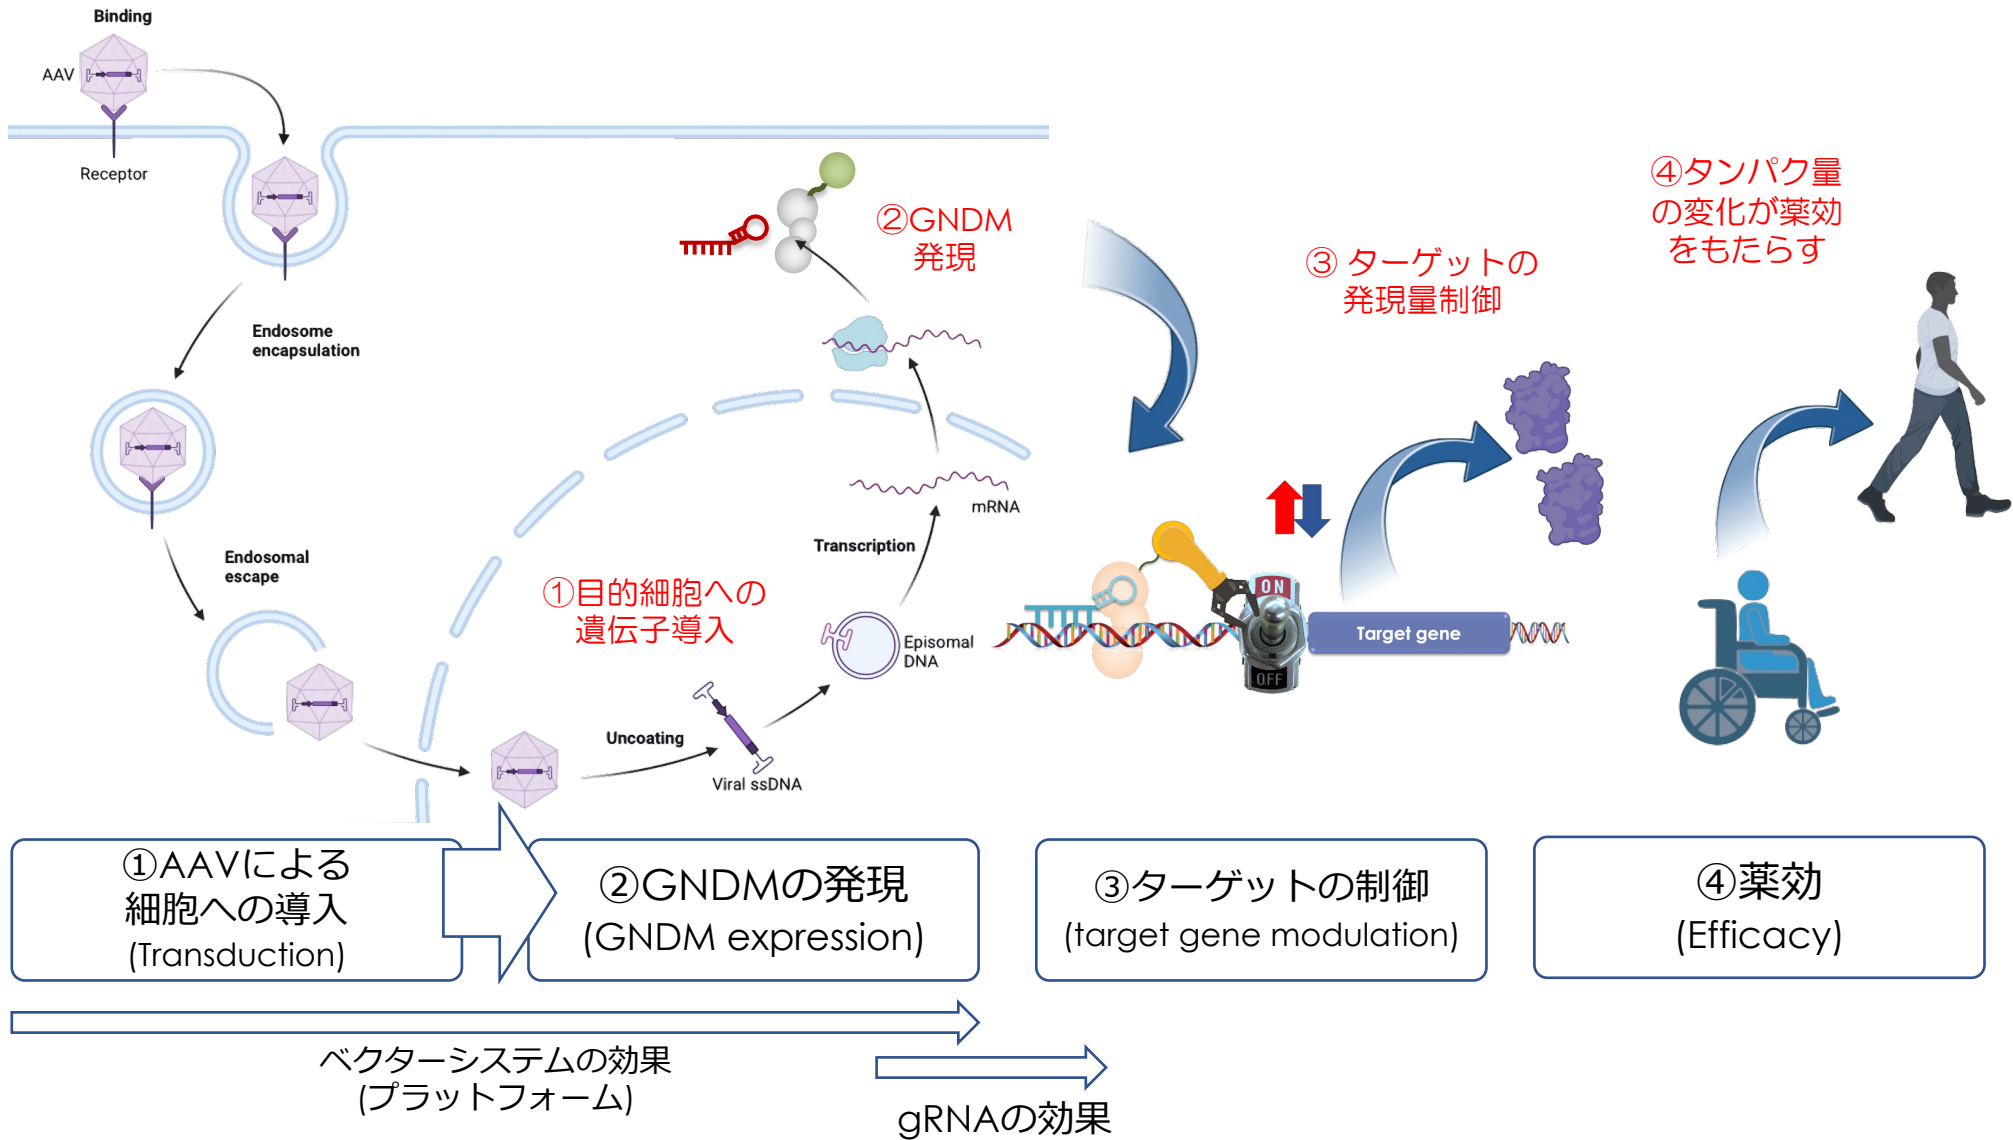 Binding
AAV
Receptor
Endosome
encapsulation
Endosomal
escape
①目的細胞への
遺伝子導入
Uncoating
Viral ssDNA
Episomal
DNA
Transcription
mRNA
②GNDM
発現
③ ターゲットの
発現量制御
ON
OFF
Target gene
④タンパク量
の変化が薬効
をもたらす
①AAVによる
細胞への導入
(Transduction)
②GNDMの発現
(GNDM expression)
③ターゲットの制御
(target gene modulation)
④薬効
(Efficacy)
ベクターシステムの効果
(プラットフォーム)
gRNAの効果